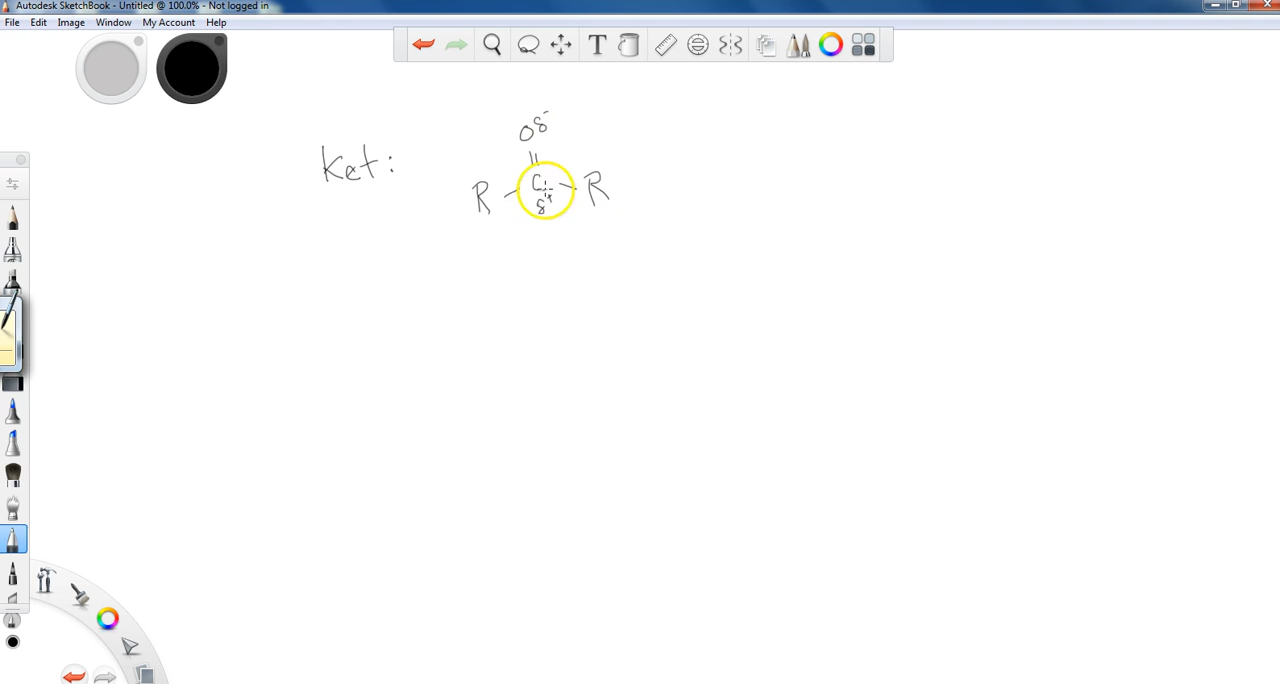 Autodesk SketchBook - Untitled @ 100.0% - Not logged in
File Edit Image Window My Account Help
T
Oδ-
Ket:
||
R - C - R
δ+